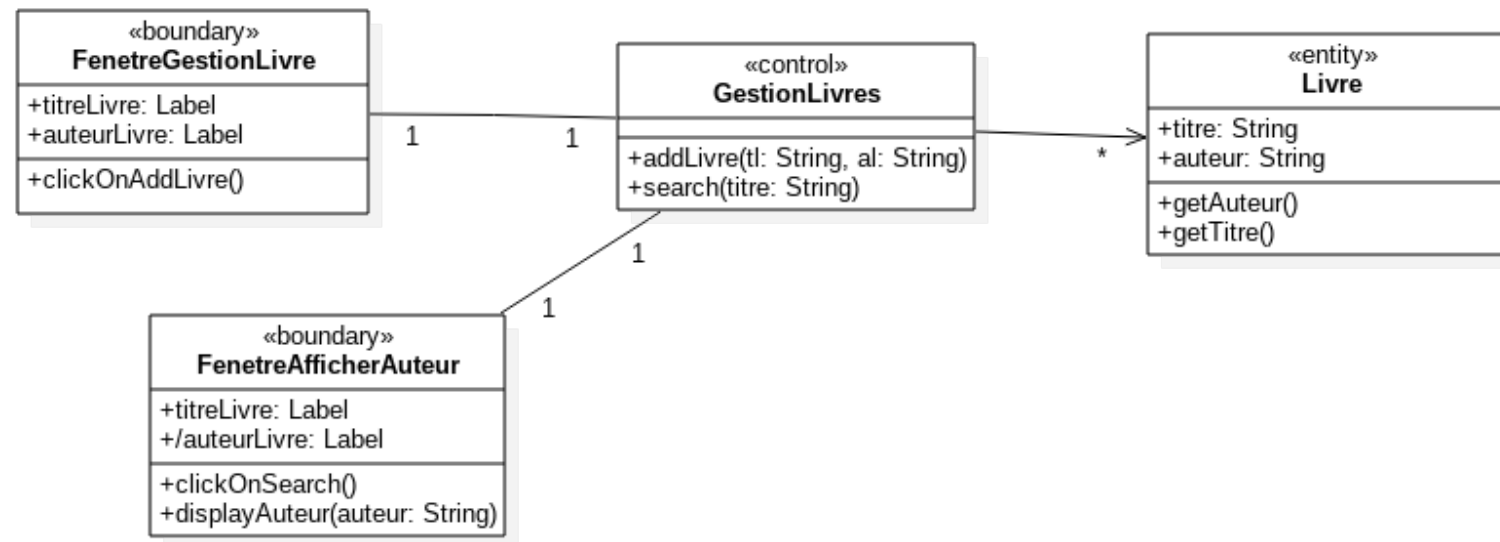 «boundary»
FenetreGestionLivre
+titreLivre: Label
+auteurLivre: Label
+clickOnAddLivre()
1
1
«control»
GestionLivres
+addLivre(tl: String, al: String)
+search(titre: String)
*
«entity»
Livre
+titre: String
+auteur: String
+getAuteur()
+getTitre()
1
1
«boundary»
FenetreAfficherAuteur
+titreLivre: Label
+/auteurLivre: Label
+clickOnSearch()
+displayAuteur(auteur: String)